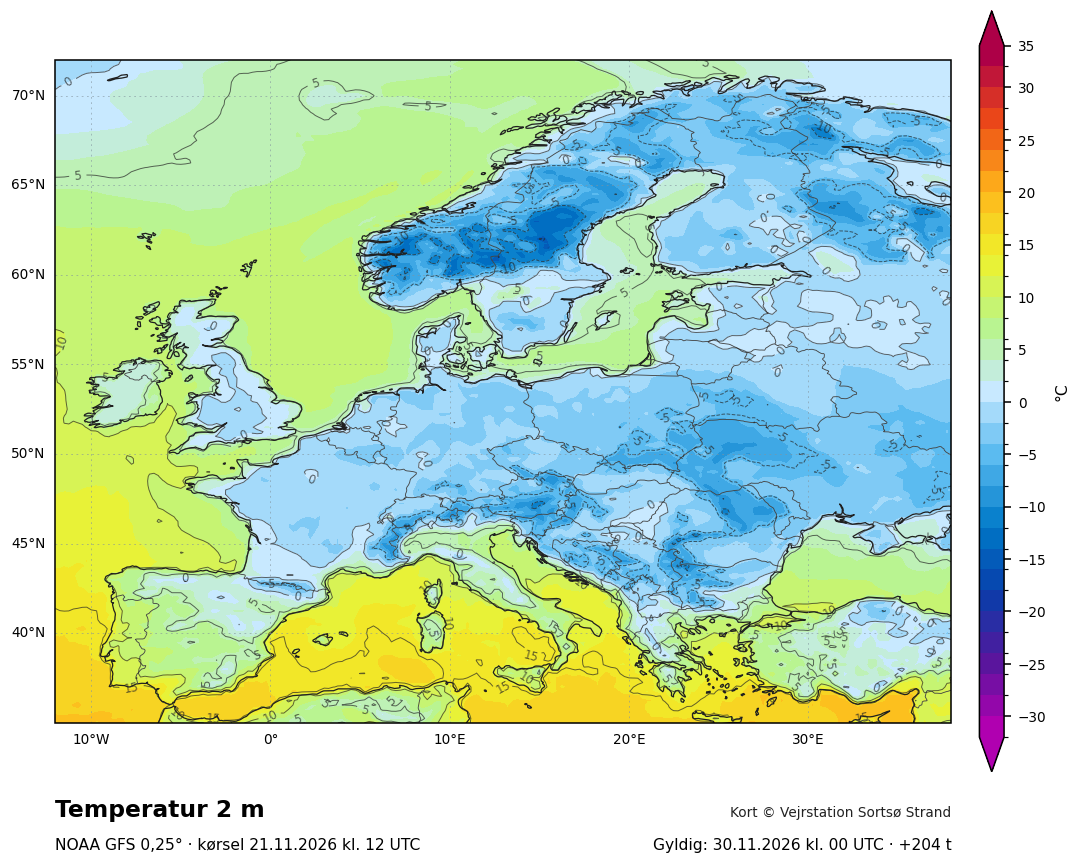 70°N
65°N
60°N
55°N
50°N
45°N
40°N
10°W 0° 10°E 20°E 30°E
35
30
25
20
15
10
5
0
−5
−10
−15
−20
−25
−30
°C
Temperatur 2 m
Kort © Vejrstation Sortsø Strand
NOAA GFS 0,25° · kørsel 21.11.2026 kl. 12 UTC
Gyldig: 30.11.2026 kl. 00 UTC · +204 t